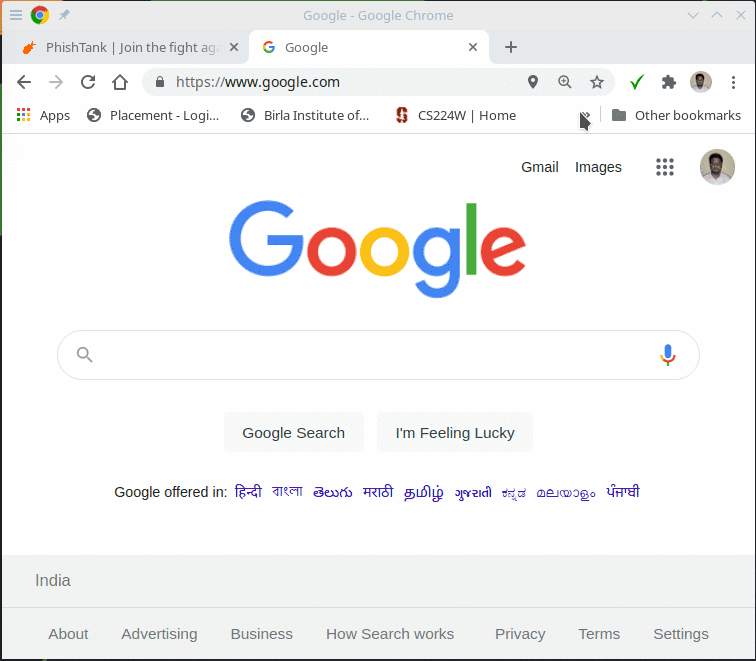 Google - Google Chrome
PhishTank | Join the fight aga
Google
https://www.google.com
Apps
Placement - Logi...
Birla Institute of...
CS224W | Home
Other bookmarks
Gmail Images
Google
Google Search
I'm Feeling Lucky
Google offered in: हिन्दी বাংলা తెలుగు मराठी தமிழ் ગુજરાતી ಕನ್ನಡ മലയാളം ਪੰਜਾਬੀ
India
About Advertising Business How Search works Privacy Terms Settings